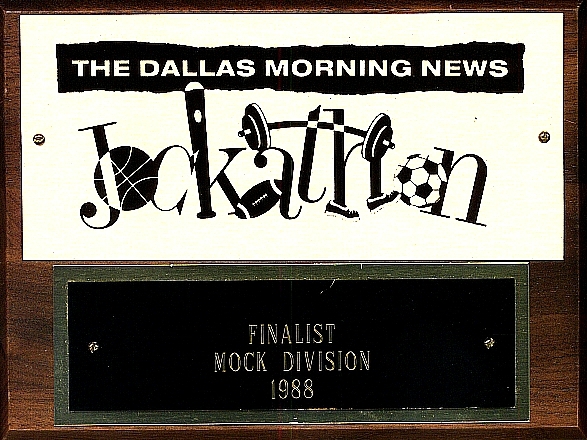 THE DALLAS MORNING NEWS
Jockathon
FINALIST
MOCK DIVISION
1988